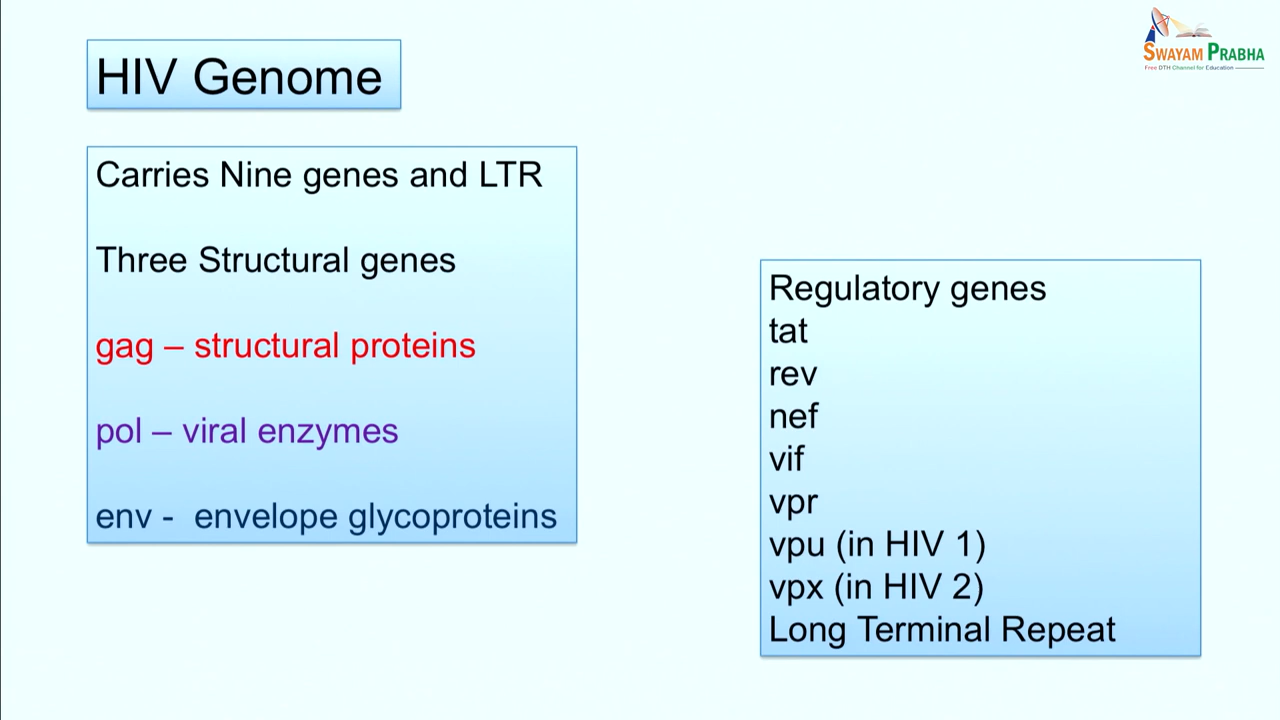 SWAYAM PRABHA
Free DTH Channel for Education
HIV Genome
Carries Nine genes and LTR
Three Structural genes
gag – structural proteins
pol – viral enzymes
env - envelope glycoproteins
Regulatory genes
tat
rev
nef
vif
vpr
vpu (in HIV 1)
vpx (in HIV 2)
Long Terminal Repeat